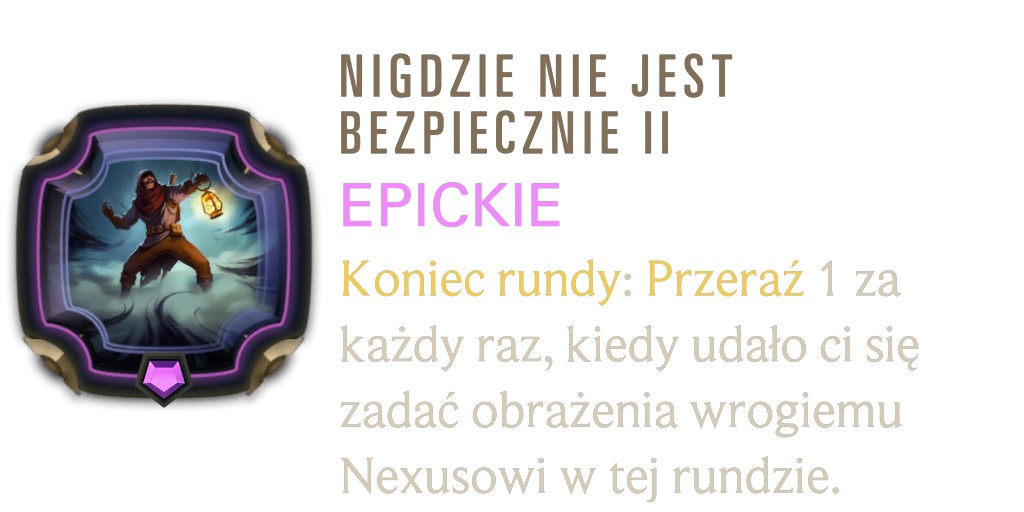 NIGDZIE NIE JEST
BEZPIECZNIE II
EPICKIE
Koniec rundy: Przeraź 1 za
każdy raz, kiedy udało ci się
zadać obrażenia wrogiemu
Nexusowi w tej rundzie.